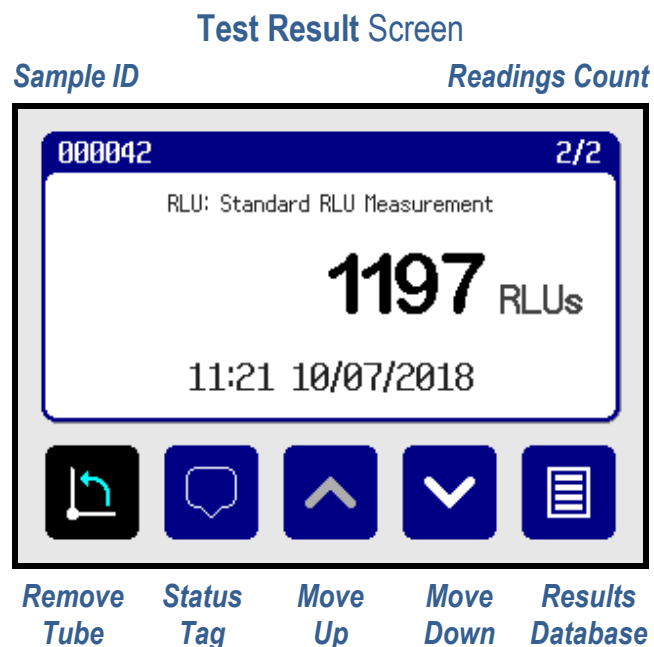 Test Result Screen
Sample ID Readings Count
000042 2/2
RLU: Standard RLU Measurement
1197 RLUs
11:21 10/07/2018
Remove Status Move Move Results
Tube Tag Up Down Database